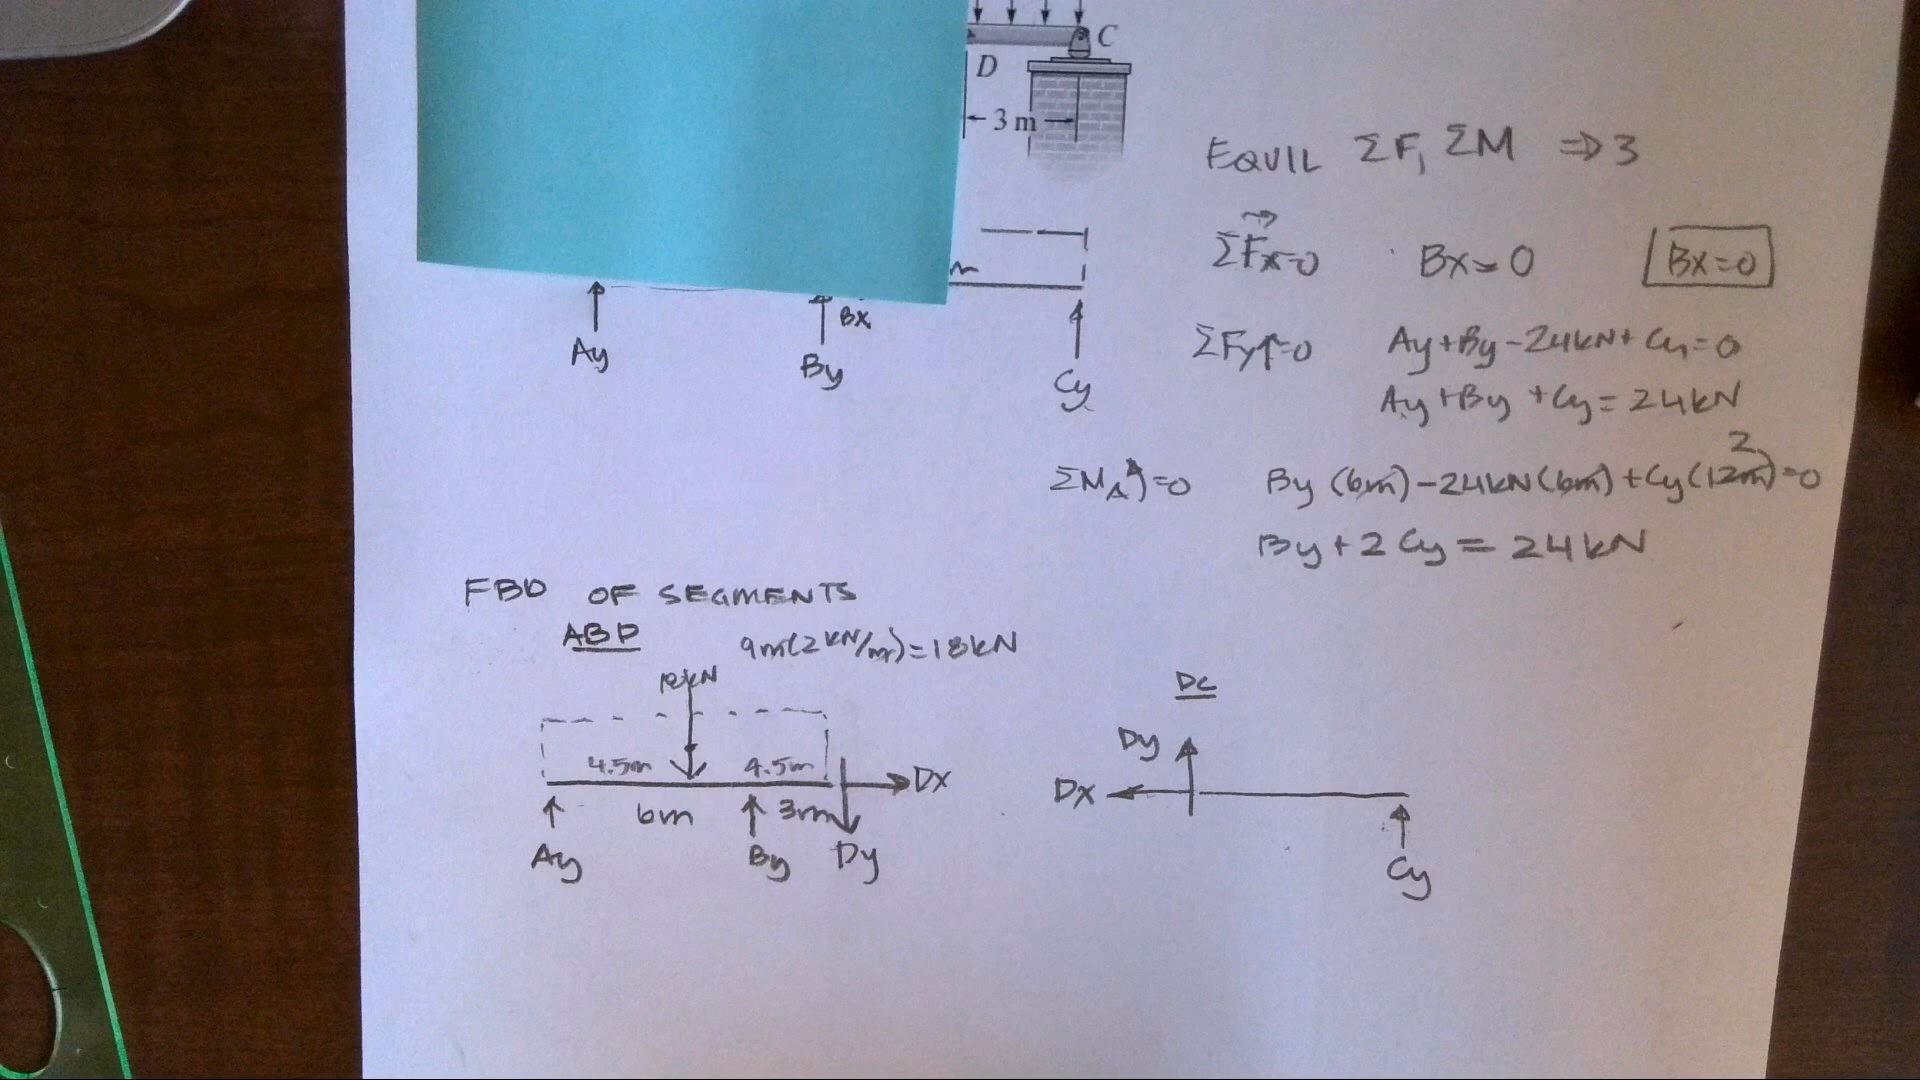 C
D
3 m
Ay
By
Bx
Cy
EQUIL ΣF, ΣM ⇒ 3
ΣFx=0 Bx=0 Bx=0
ΣFy↑=0 Ay+By-24kN+Cy=0
Ay+By+Cy=24kN
ΣMA=0 By(6m)-24kN(6m)+Cy(12m)=0
2
By+2Cy=24kN
FBD OF SEGMENTS
ABD 9m(2kN/m)=18kN
18kN
4.5m 4.5m
Dx
6m 3m
Ay By Dy
DC
Dy
Dx
Cy